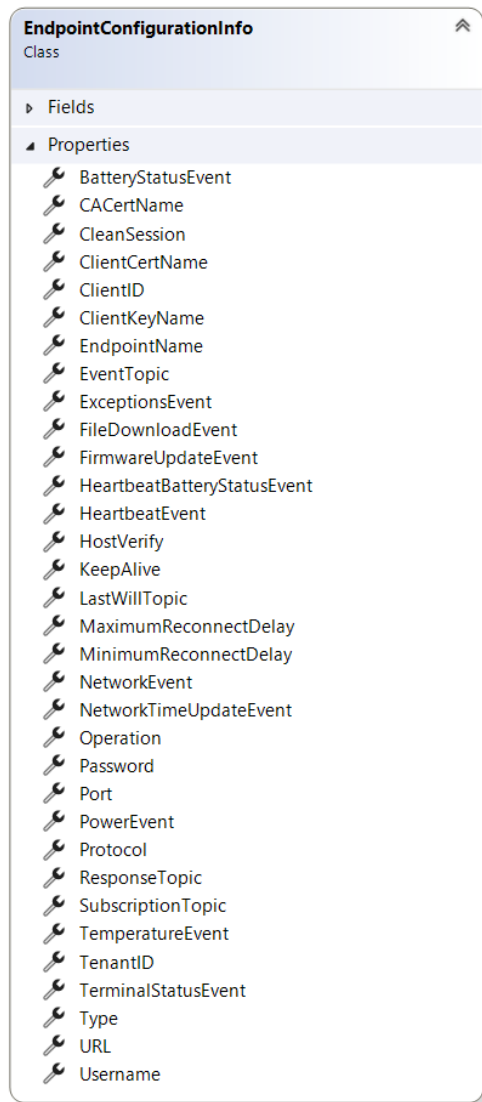 EndpointConfigurationInfo
Class
Fields
Properties
BatteryStatusEvent
CACertName
CleanSession
ClientCertName
ClientID
ClientKeyName
EndpointName
EventTopic
ExceptionsEvent
FileDownloadEvent
FirmwareUpdateEvent
HeartbeatBatteryStatusEvent
HeartbeatEvent
HostVerify
KeepAlive
LastWillTopic
MaximumReconnectDelay
MinimumReconnectDelay
NetworkEvent
NetworkTimeUpdateEvent
Operation
Password
Port
PowerEvent
Protocol
ResponseTopic
SubscriptionTopic
TemperatureEvent
TenantID
TerminalStatusEvent
Type
URL
Username